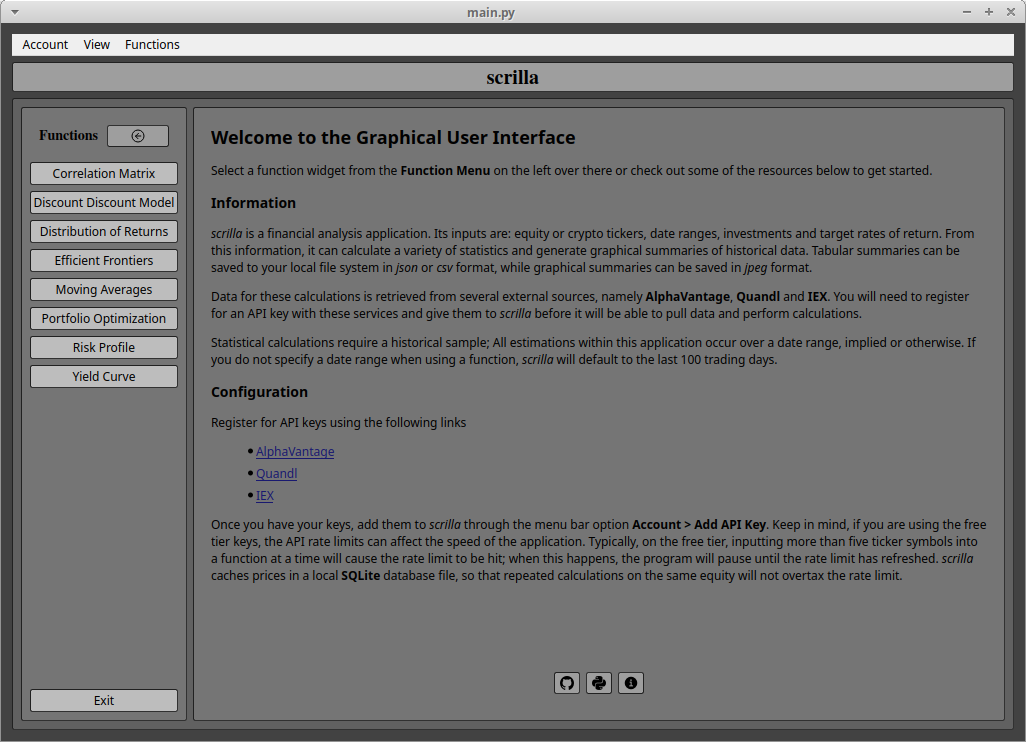 main.py
Account View Functions
scrilla
Functions
Correlation Matrix
Discount Discount Model
Distribution of Returns
Efficient Frontiers
Moving Averages
Portfolio Optimization
Risk Profile
Yield Curve
Exit
Welcome to the Graphical User Interface
Select a function widget from the Function Menu on the left over there or check out some of the resources below to get started.
Information
scrilla is a financial analysis application. Its inputs are: equity or crypto tickers, date ranges, investments and target rates of return. From
this information, it can calculate a variety of statistics and generate graphical summaries of historical data. Tabular summaries can be
saved to your local file system in json or csv format, while graphical summaries can be saved in jpeg format.
Data for these calculations is retrieved from several external sources, namely AlphaVantage, Quandl and IEX. You will need to register
for an API key with these services and give them to scrilla before it will be able to pull data and perform calculations.
Statistical calculations require a historical sample; All estimations within this application occur over a date range, implied or otherwise. If
you do not specify a date range when using a function, scrilla will default to the last 100 trading days.
Configuration
Register for API keys using the following links
• AlphaVantage
• Quandl
• IEX
Once you have your keys, add them to scrilla through the menu bar option Account > Add API Key. Keep in mind, if you are using the free
tier keys, the API rate limits can affect the speed of the application. Typically, on the free tier, inputting more than five ticker symbols into
a function at a time will cause the rate limit to be hit; when this happens, the program will pause until the rate limit has refreshed. scrilla
caches prices in a local SQLite database file, so that repeated calculations on the same equity will not overtax the rate limit.